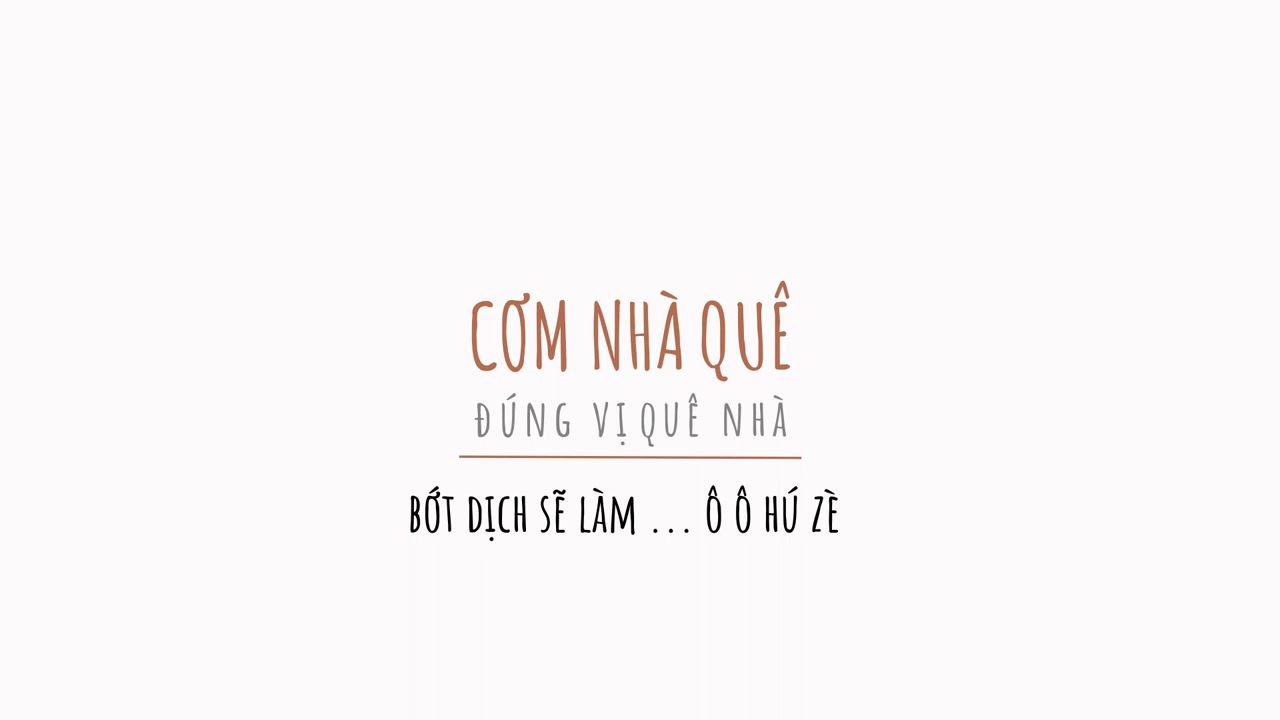 CƠM NHÀ QUÊ
ĐÚNG VỊ QUÊ NHÀ
BỚT DỊCH SẼ LÀM ... Ô Ô HÚ ZÈ